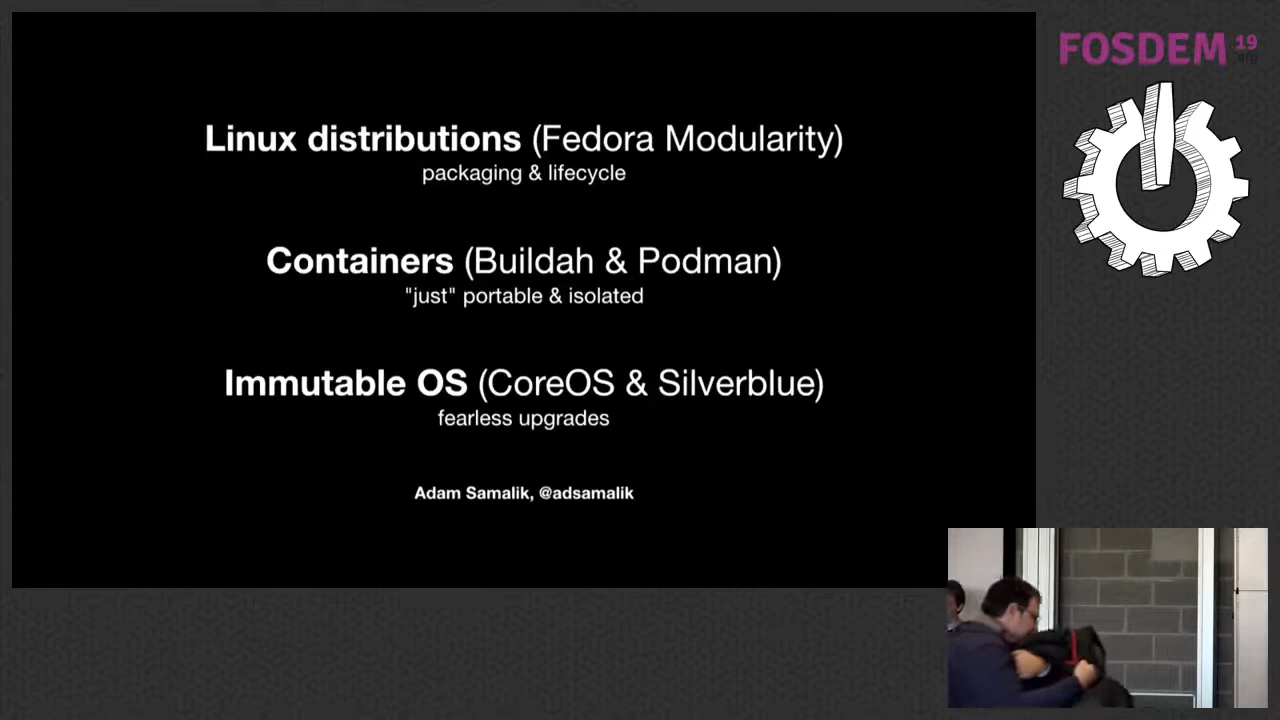 Linux distributions (Fedora Modularity)
packaging & lifecycle
Containers (Buildah & Podman)
"just" portable & isolated
Immutable OS (CoreOS & Silverblue)
fearless upgrades
Adam Samalik, @adsamalik
FOSDEM 19
.org